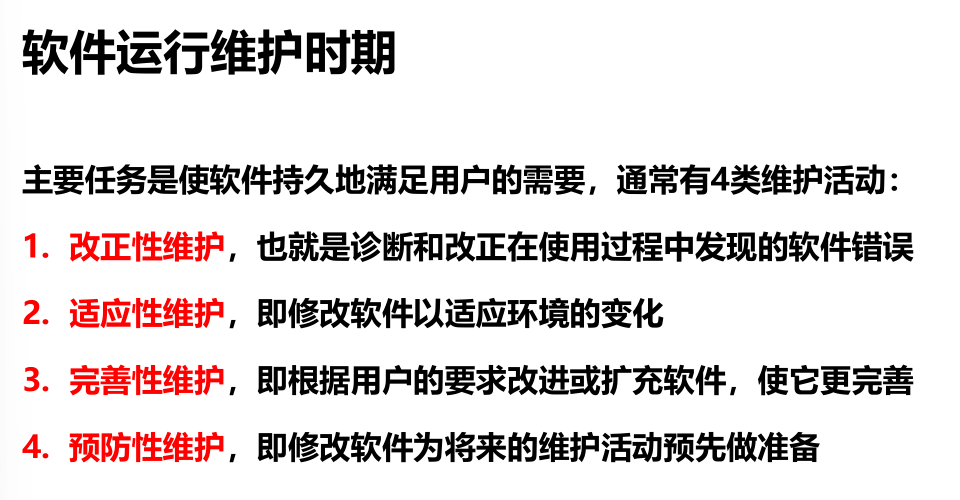 软件运行维护时期
主要任务是使软件持久地满足用户的需要，通常有4类维护活动：
1. 改正性维护，也就是诊断和改正在使用过程中发现的软件错误
2. 适应性维护，即修改软件以适应环境的变化
3. 完善性维护，即根据用户的要求改进或扩充软件，使它更完善
4. 预防性维护，即修改软件为将来的维护活动预先做准备